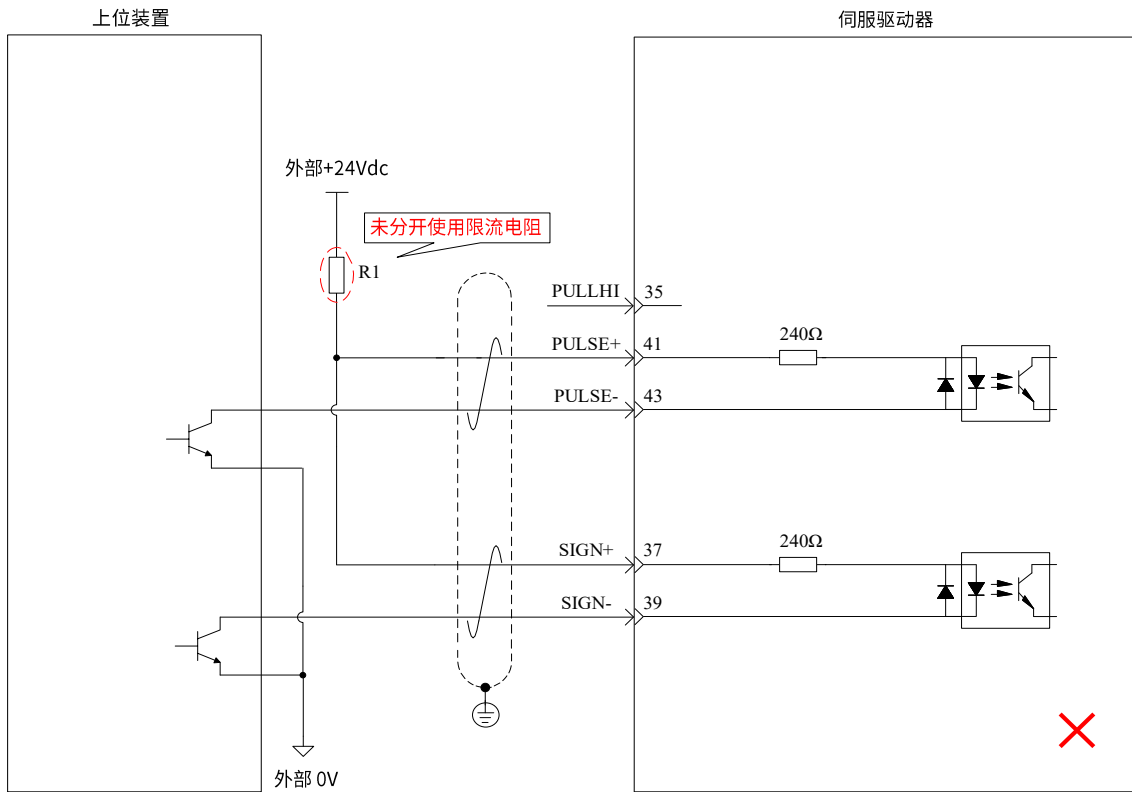 上位装置
伺服驱动器
外部+24Vdc
未分开使用限流电阻
R1
PULLHI
35
PULSE+
41
240Ω
PULSE-
43
SIGN+
37
240Ω
SIGN-
39
外部 0V